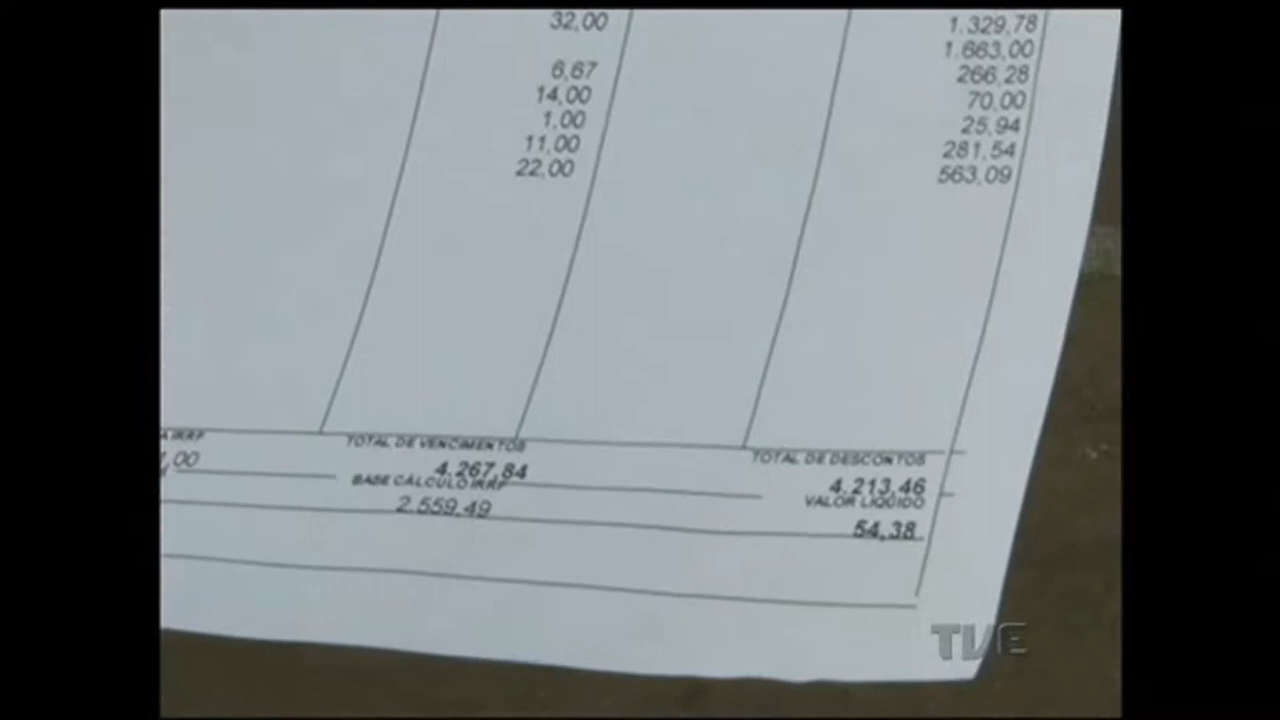 32,00 1.329,78
1.663,00
6,67 266,28
14,00 70,00
1,00 25,94
11,00 281,54
22,00 563,09
IRRF TOTAL DE VENCIMENTOS TOTAL DE DESCONTOS
,00 4.267,84 4.213,46
BASE CÁLCULO IRRF VALOR LÍQUIDO
2.559,49 54,38
TVE